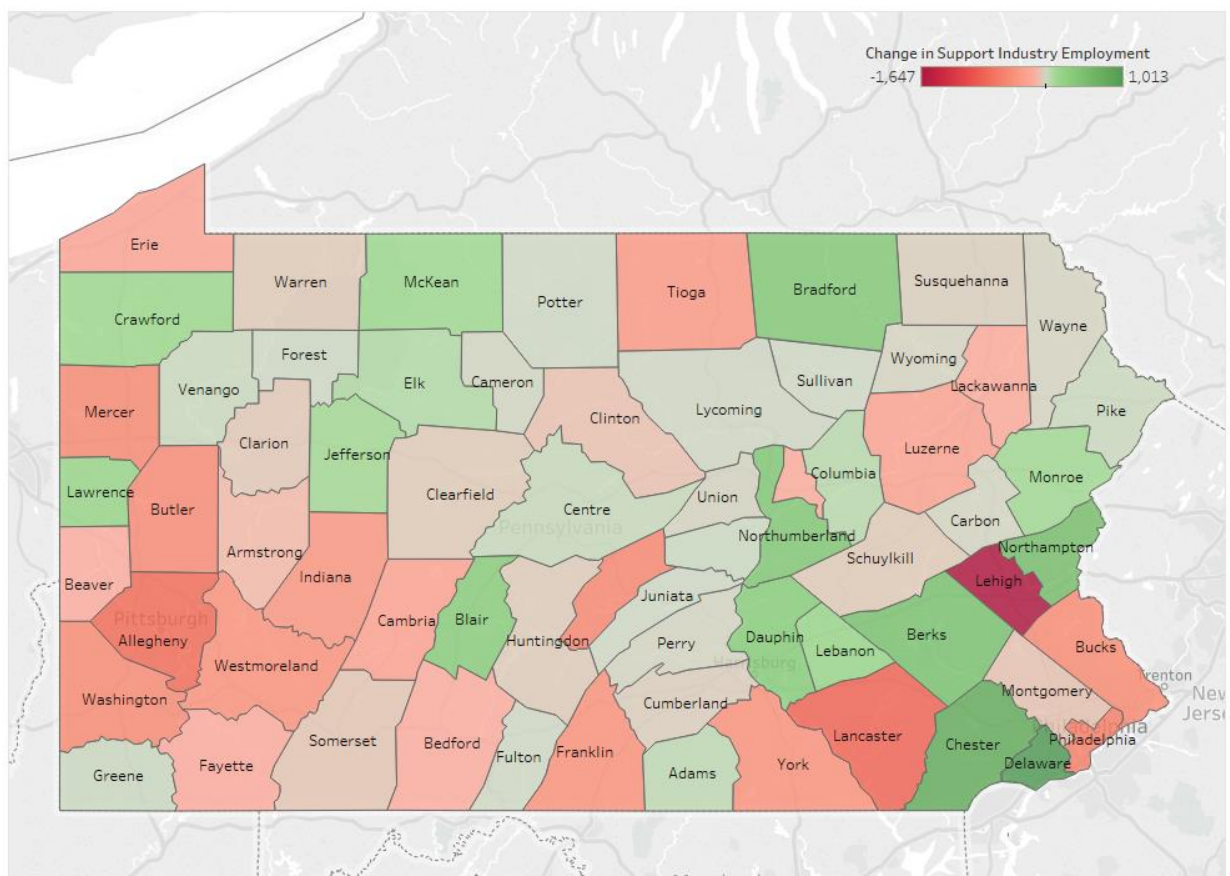 Change in Support Industry Employment
-1,647
1,013
Erie
Warren
McKean
Potter
Tioga
Bradford
Susquehanna
Wayne
Crawford
Forest
Venango
Elk
Cameron
Lycoming
Sullivan
Wyoming
Lackawanna
Pike
Mercer
Clarion
Clinton
Luzerne
Jefferson
Columbia
Monroe
Lawrence
Butler
Clearfield
Centre
Pennsylvania
Union
Carbon
Armstrong
Northumberland
Northampton
Schuylkill
Beaver
Indiana
Lehigh
Juniata
Pittsburgh
Allegheny
Cambria
Blair
Huntingdon
Perry
Dauphin
Harrisburg
Lebanon
Berks
Bucks
Westmoreland
Washington
Cumberland
Montgomery
Trenton
New
Jerse
Somerset
Bedford
Fulton
Franklin
York
Lancaster
Chester
Philadelphia
Philadelphia
Delaware
Greene
Fayette
Adams